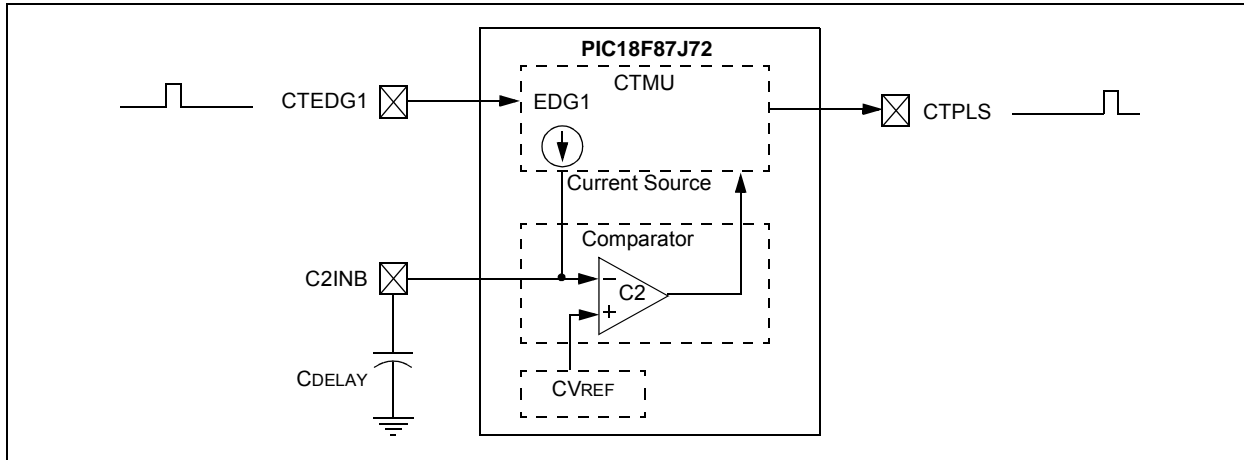 PIC18F87J72
CTMU
CTEDG1
EDG1
CTPLS
Current Source
Comparator
C2INB
−
C2
+
CDELAY
CVREF